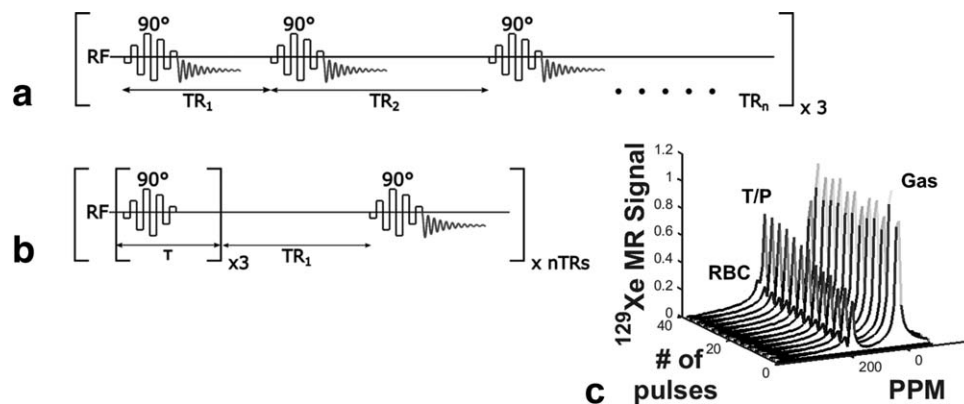 a
90° 90° 90°
RF
TR₁ TR₂ TRₙ
x 3
b
90° 90°
RF
τ
x3
TR₁
x nTRs
c
¹²⁹Xe MR Signal
1.2
1
0.8
0.6
0.4
0.2
0
RBC T/P Gas
40 20 0
# of
pulses
200 0
PPM